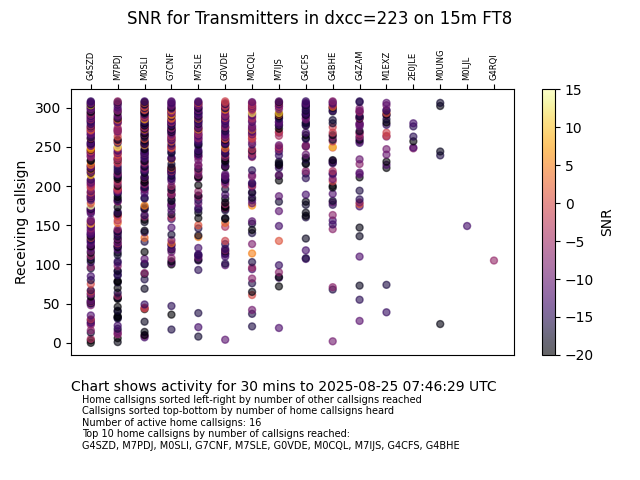 SNR for Transmitters in dxcc=223 on 15m FT8
G4SZD M7PDJ M0SLI G7CNF M7SLE G0VDE M0CQL M7IJS G4CFS G4BHE G4ZAM M1EXZ 2E0JLE M0UNG M0LJL G4RQI
300
250
200
150
100
50
0
Receiving callsign
15
10
5
0
−5
−10
−15
−20
SNR
Chart shows activity for 30 mins to 2025-08-25 07:46:29 UTC
Home callsigns sorted left-right by number of other callsigns reached
Callsigns sorted top-bottom by number of home callsigns heard
Number of active home callsigns: 16
Top 10 home callsigns by number of callsigns reached:
G4SZD, M7PDJ, M0SLI, G7CNF, M7SLE, G0VDE, M0CQL, M7IJS, G4CFS, G4BHE